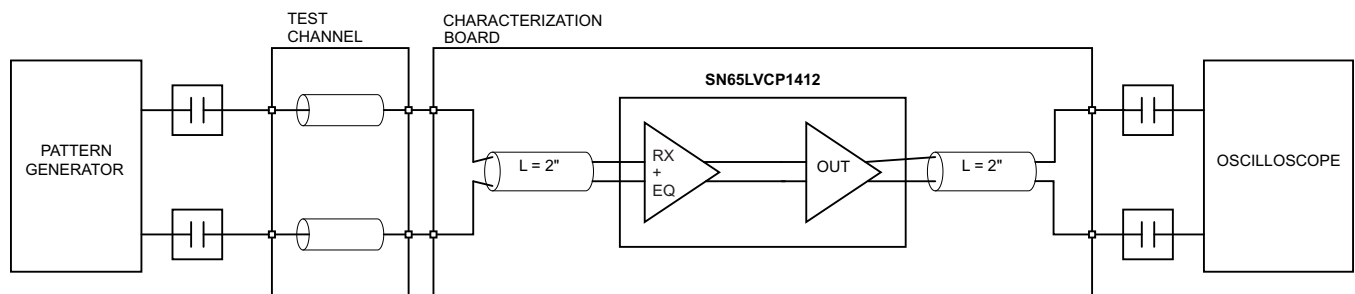 TEST
CHANNEL
CHARACTERIZATION
BOARD
SN65LVCP1412
PATTERN
GENERATOR
L = 2"
RX
+
EQ
OUT
L = 2"
OSCILLOSCOPE